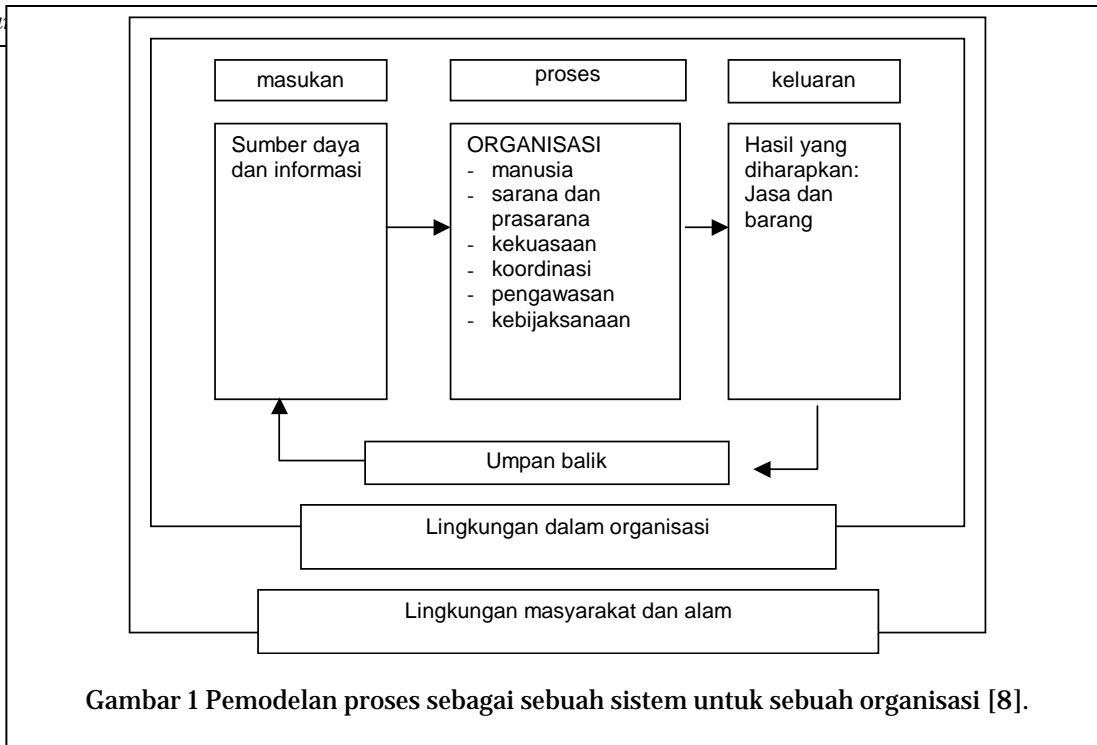 masukan
proses
keluaran
Sumber daya
dan informasi
ORGANISASI
- manusia
- sarana dan
prasarana
- kekuasaan
- koordinasi
- pengawasan
- kebijaksanaan
Hasil yang
diharapkan:
Jasa dan
barang
Umpan balik
Lingkungan dalam organisasi
Lingkungan masyarakat dan alam
Gambar 1 Pemodelan proses sebagai sebuah sistem untuk sebuah organisasi [8].